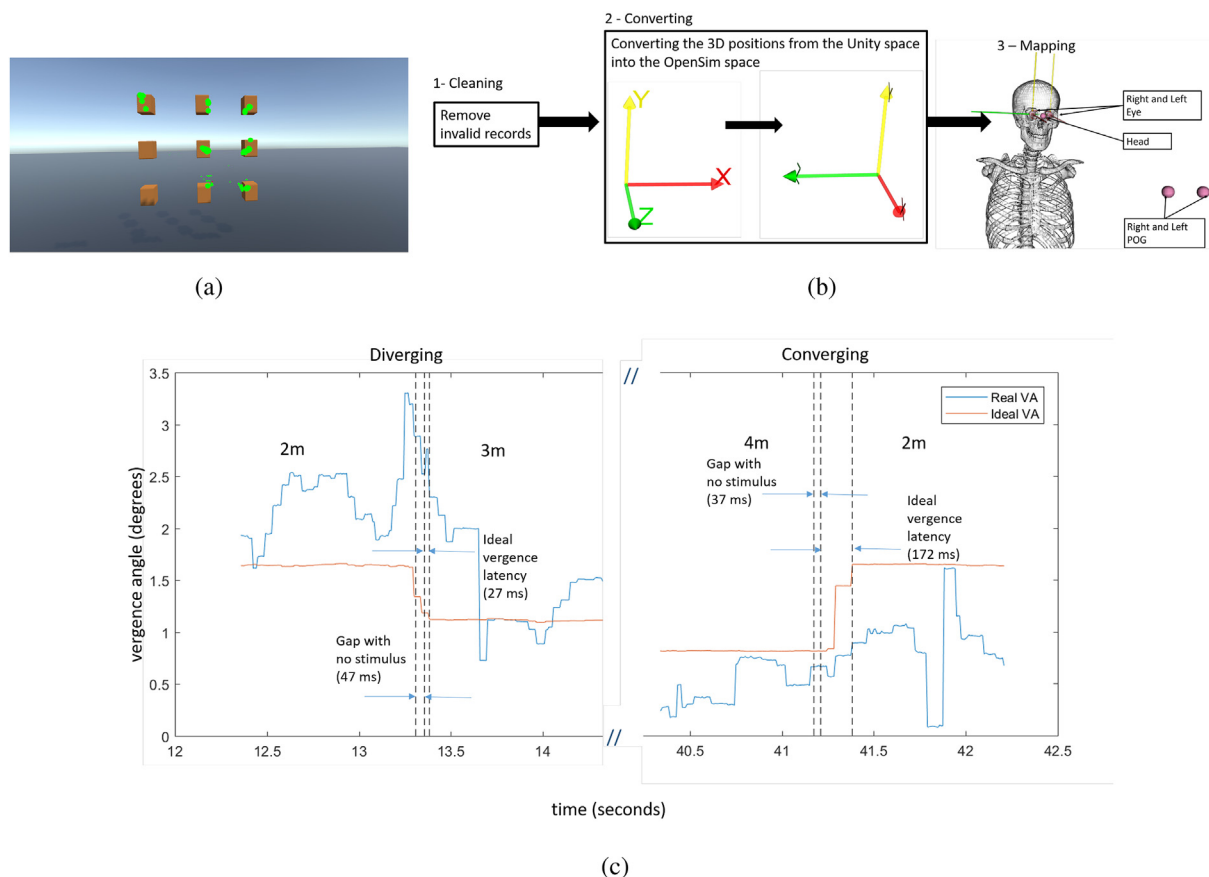 2 - Converting
Converting the 3D positions from the Unity space
into the OpenSim space
3 – Mapping
1- Cleaning
Remove
invalid records
Y
X
Z
Right and Left
Eye
Head
Right and Left
POG
(a)
(b)
Diverging
//
Converging
3.5
3
2.5
2
1.5
1
0.5
0
vergence angle (degrees)
2m
3m
Ideal
vergence
latency
(27 ms)
Gap with
no stimulus
(47 ms)
12
12.5
13
13.5
14
//
Real VA
Ideal VA
4m
2m
Gap with
no stimulus
(37 ms)
Ideal
vergence
latency
(172 ms)
40.5
41
41.5
42
42.5
time (seconds)
(c)